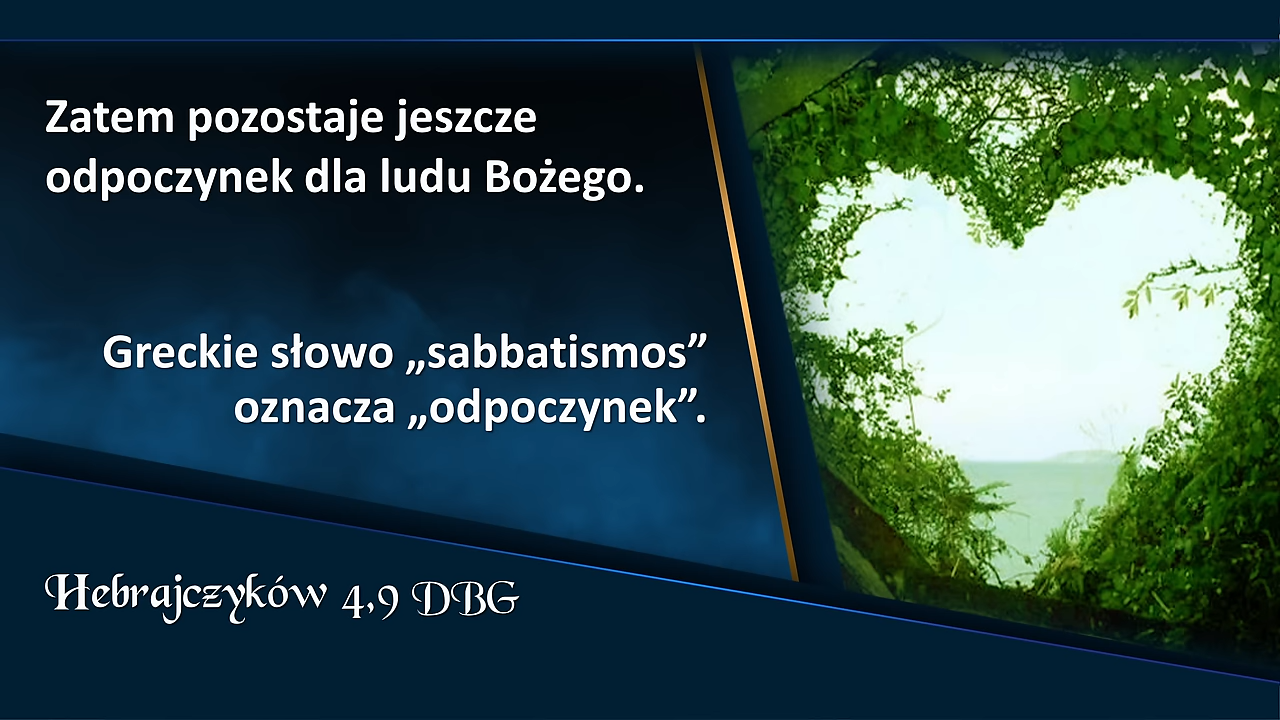 Zatem pozostaje jeszcze
odpoczynek dla ludu Bożego.
Greckie słowo „sabbatismos”
oznacza „odpoczynek”.
Hebrajczyków 4,9 DBG